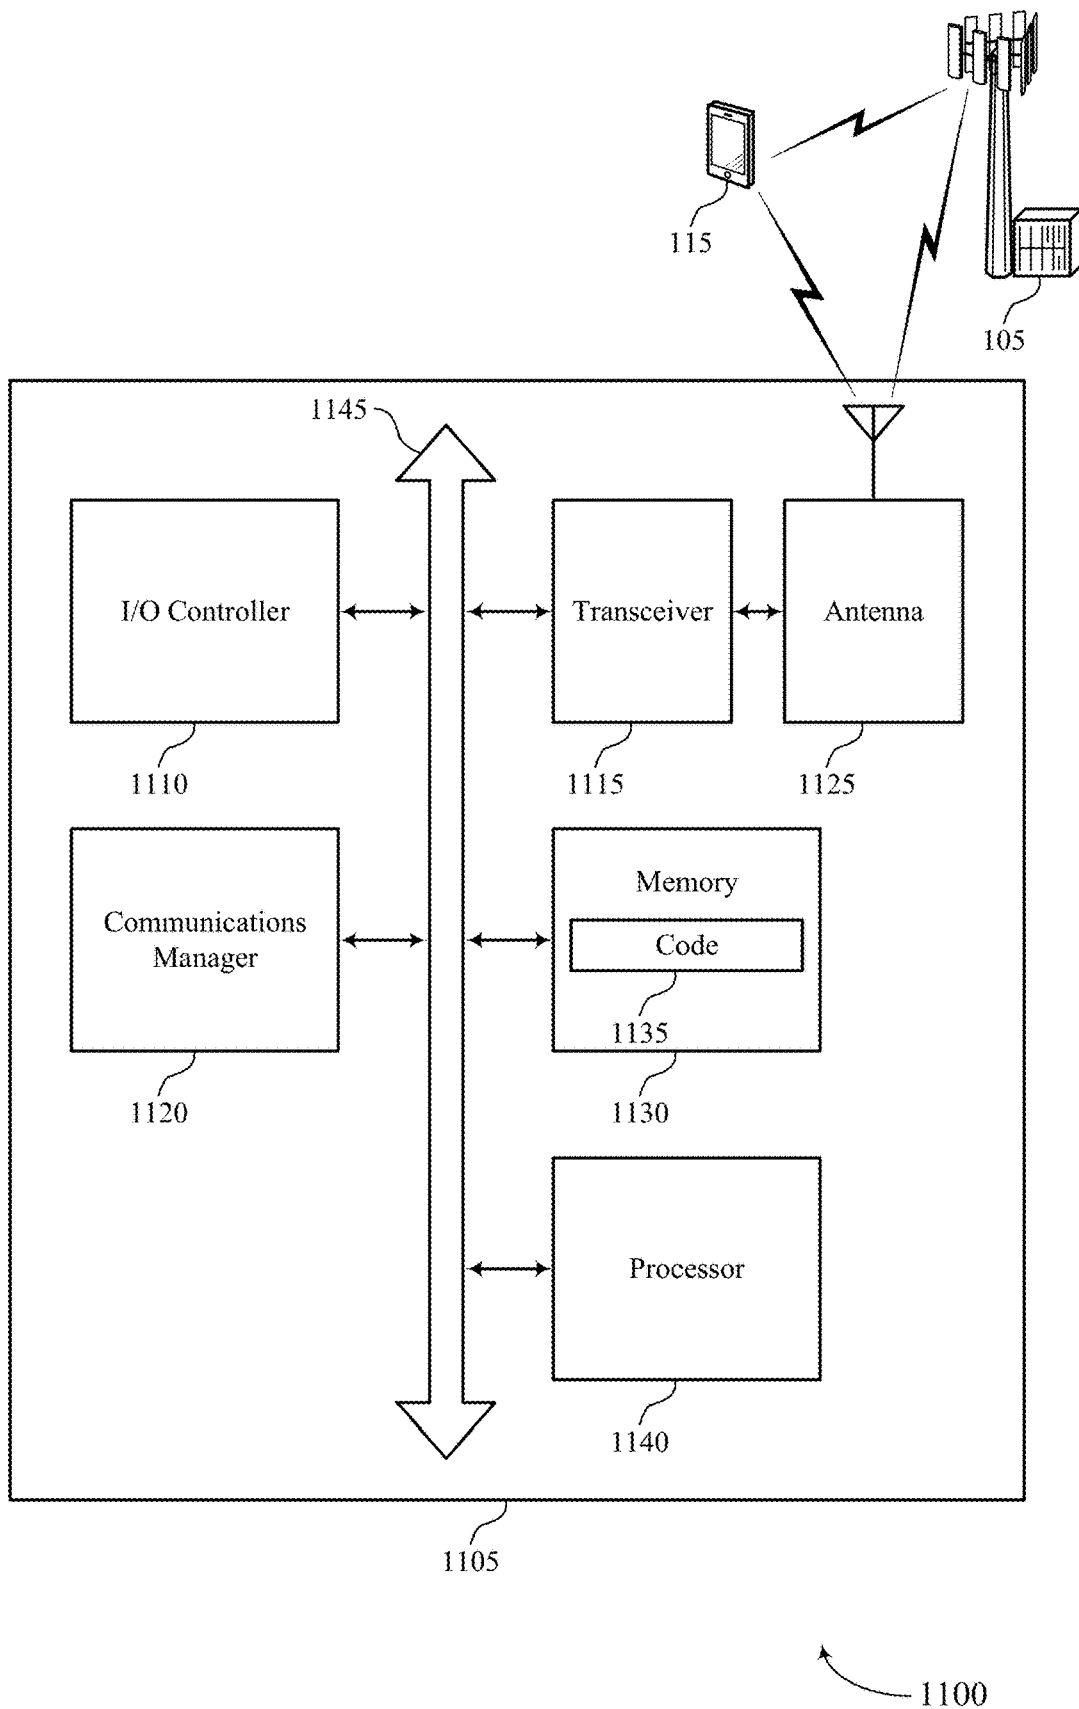 115
105
1145
I/O Controller
Transceiver
Antenna
1110
1115
1125
Communications
Manager
Memory
Code
1135
1120
1130
Processor
1140
1105
1100